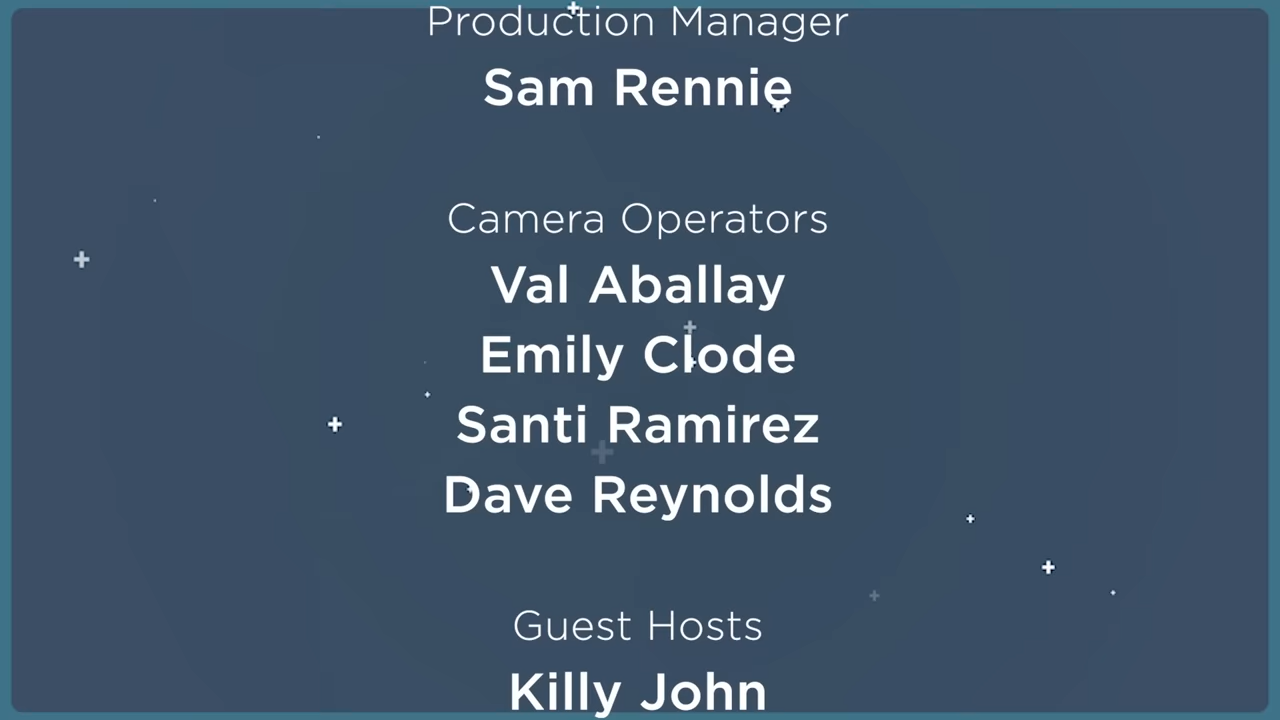 Production Manager
Sam Rennie
Camera Operators
Val Aballay
Emily Clode
Santi Ramirez
Dave Reynolds
Guest Hosts
Killy John